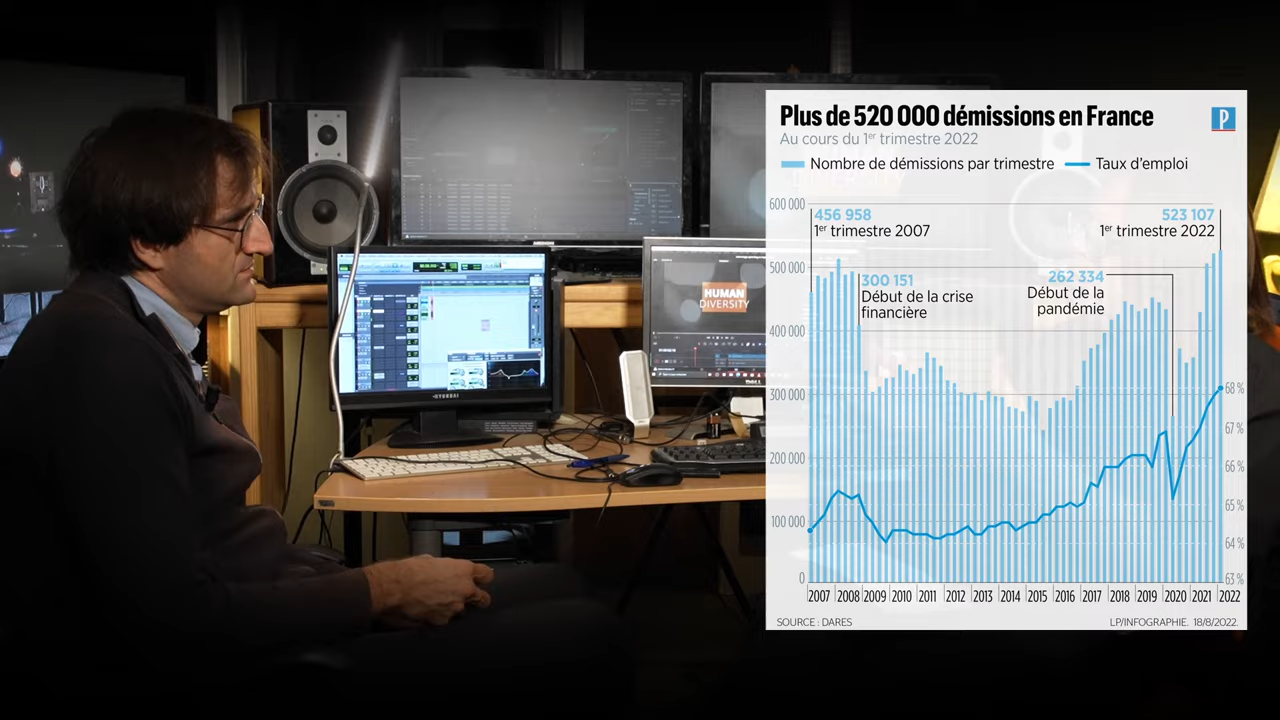 HYUNDAI
HUMAN
DIVERSITY
DELL
Plus de 520 000 démissions en France
P
Au cours du 1er trimestre 2022
Nombre de démissions par trimestre
Taux d'emploi
600 000
500 000
400 000
300 000
200 000
100 000
0
456 958
1er trimestre 2007
523 107
1er trimestre 2022
300 151
Début de la crise
financière
262 334
Début de la
pandémie
68 %
67 %
66 %
65 %
64 %
63 %
2007 2008 2009 2010 2011 2012 2013 2014 2015 2016 2017 2018 2019 2020 2021 2022
SOURCE : DARES
LP/INFOGRAPHIE. 18/8/2022.